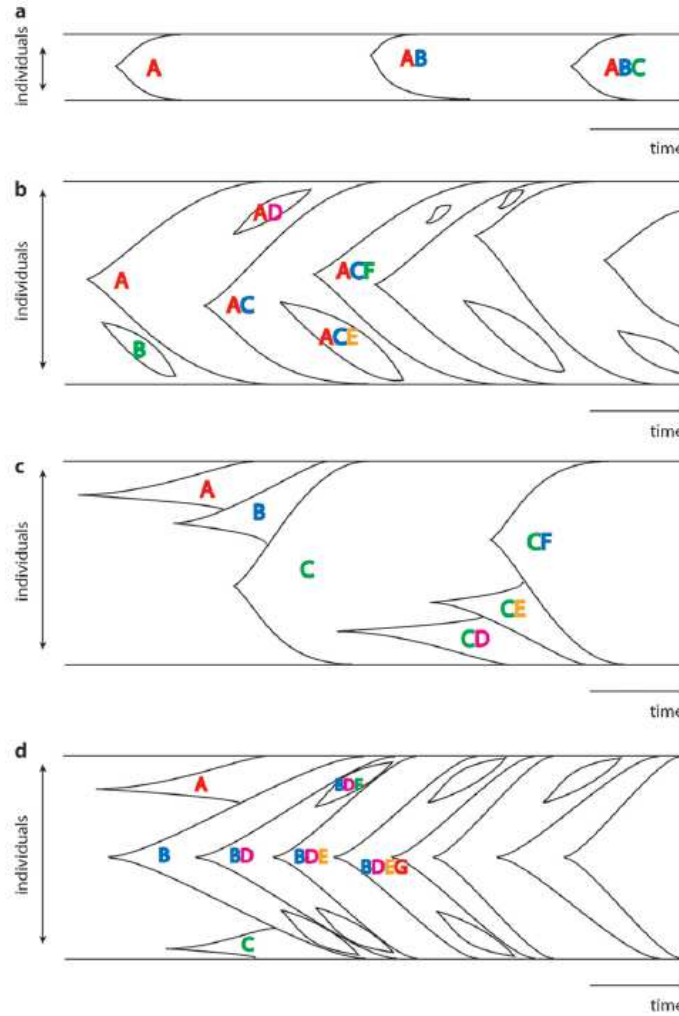 a
individuals
A
AB
ABC
time
b
individuals
AD
A
ACF
AC
ACE
B
time
c
individuals
A
B
CF
C
CE
CD
time
d
individuals
A
BDF
B
BD
BDE
BDEG
C
time